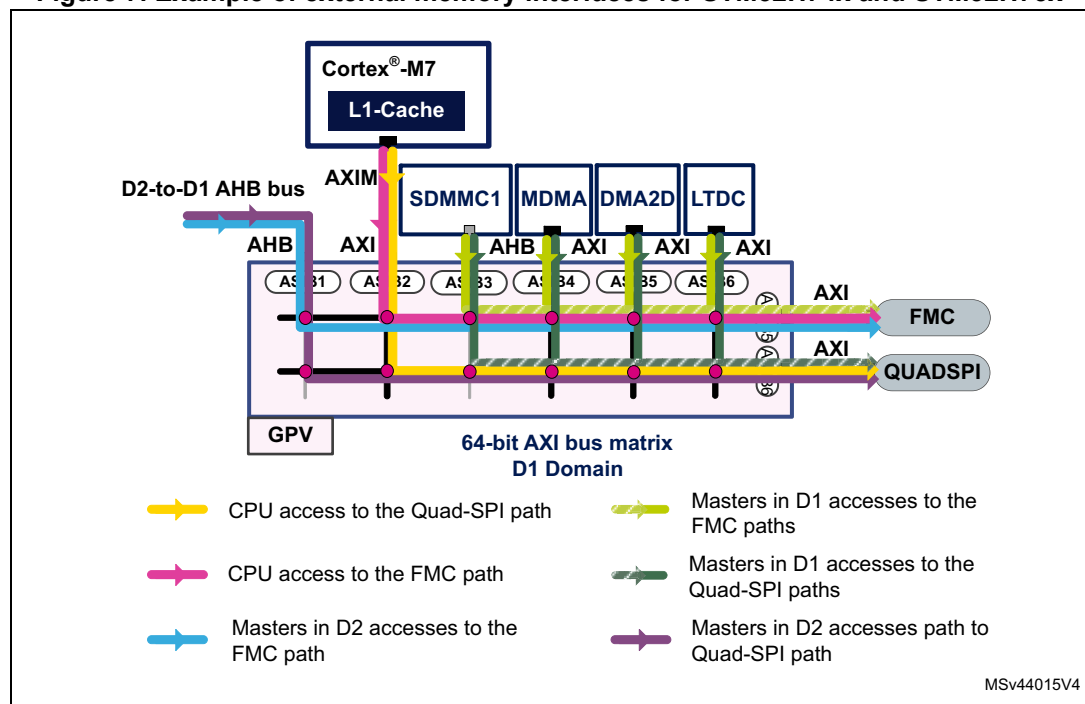 Cortex®-M7
L1-Cache
AXIM
D2-to-D1 AHB bus
SDMMC1
MDMA
DMA2D
LTDC
AHB
AXI
AHB
AXI
AXI
AXI
AXI
FMC
AXI
QUADSPI
GPV
64-bit AXI bus matrix
D1 Domain
CPU access to the Quad-SPI path
CPU access to the FMC path
Masters in D2 accesses to the
FMC path
Masters in D1 accesses to the
FMC paths
Masters in D1 accesses to the
Quad-SPI paths
Masters in D2 accesses path to
Quad-SPI path
MSv44015V4